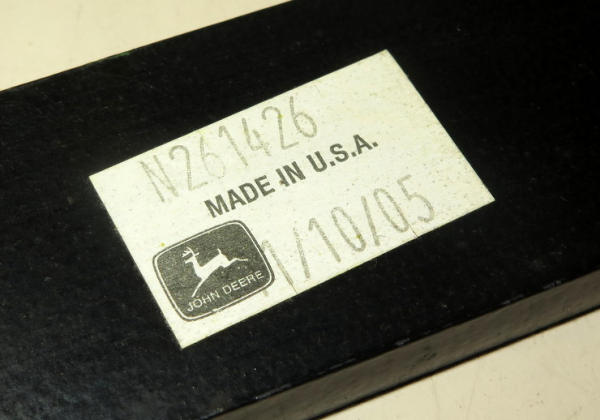 N261426
MADE IN U.S.A.
1/10/05
JOHN DEERE